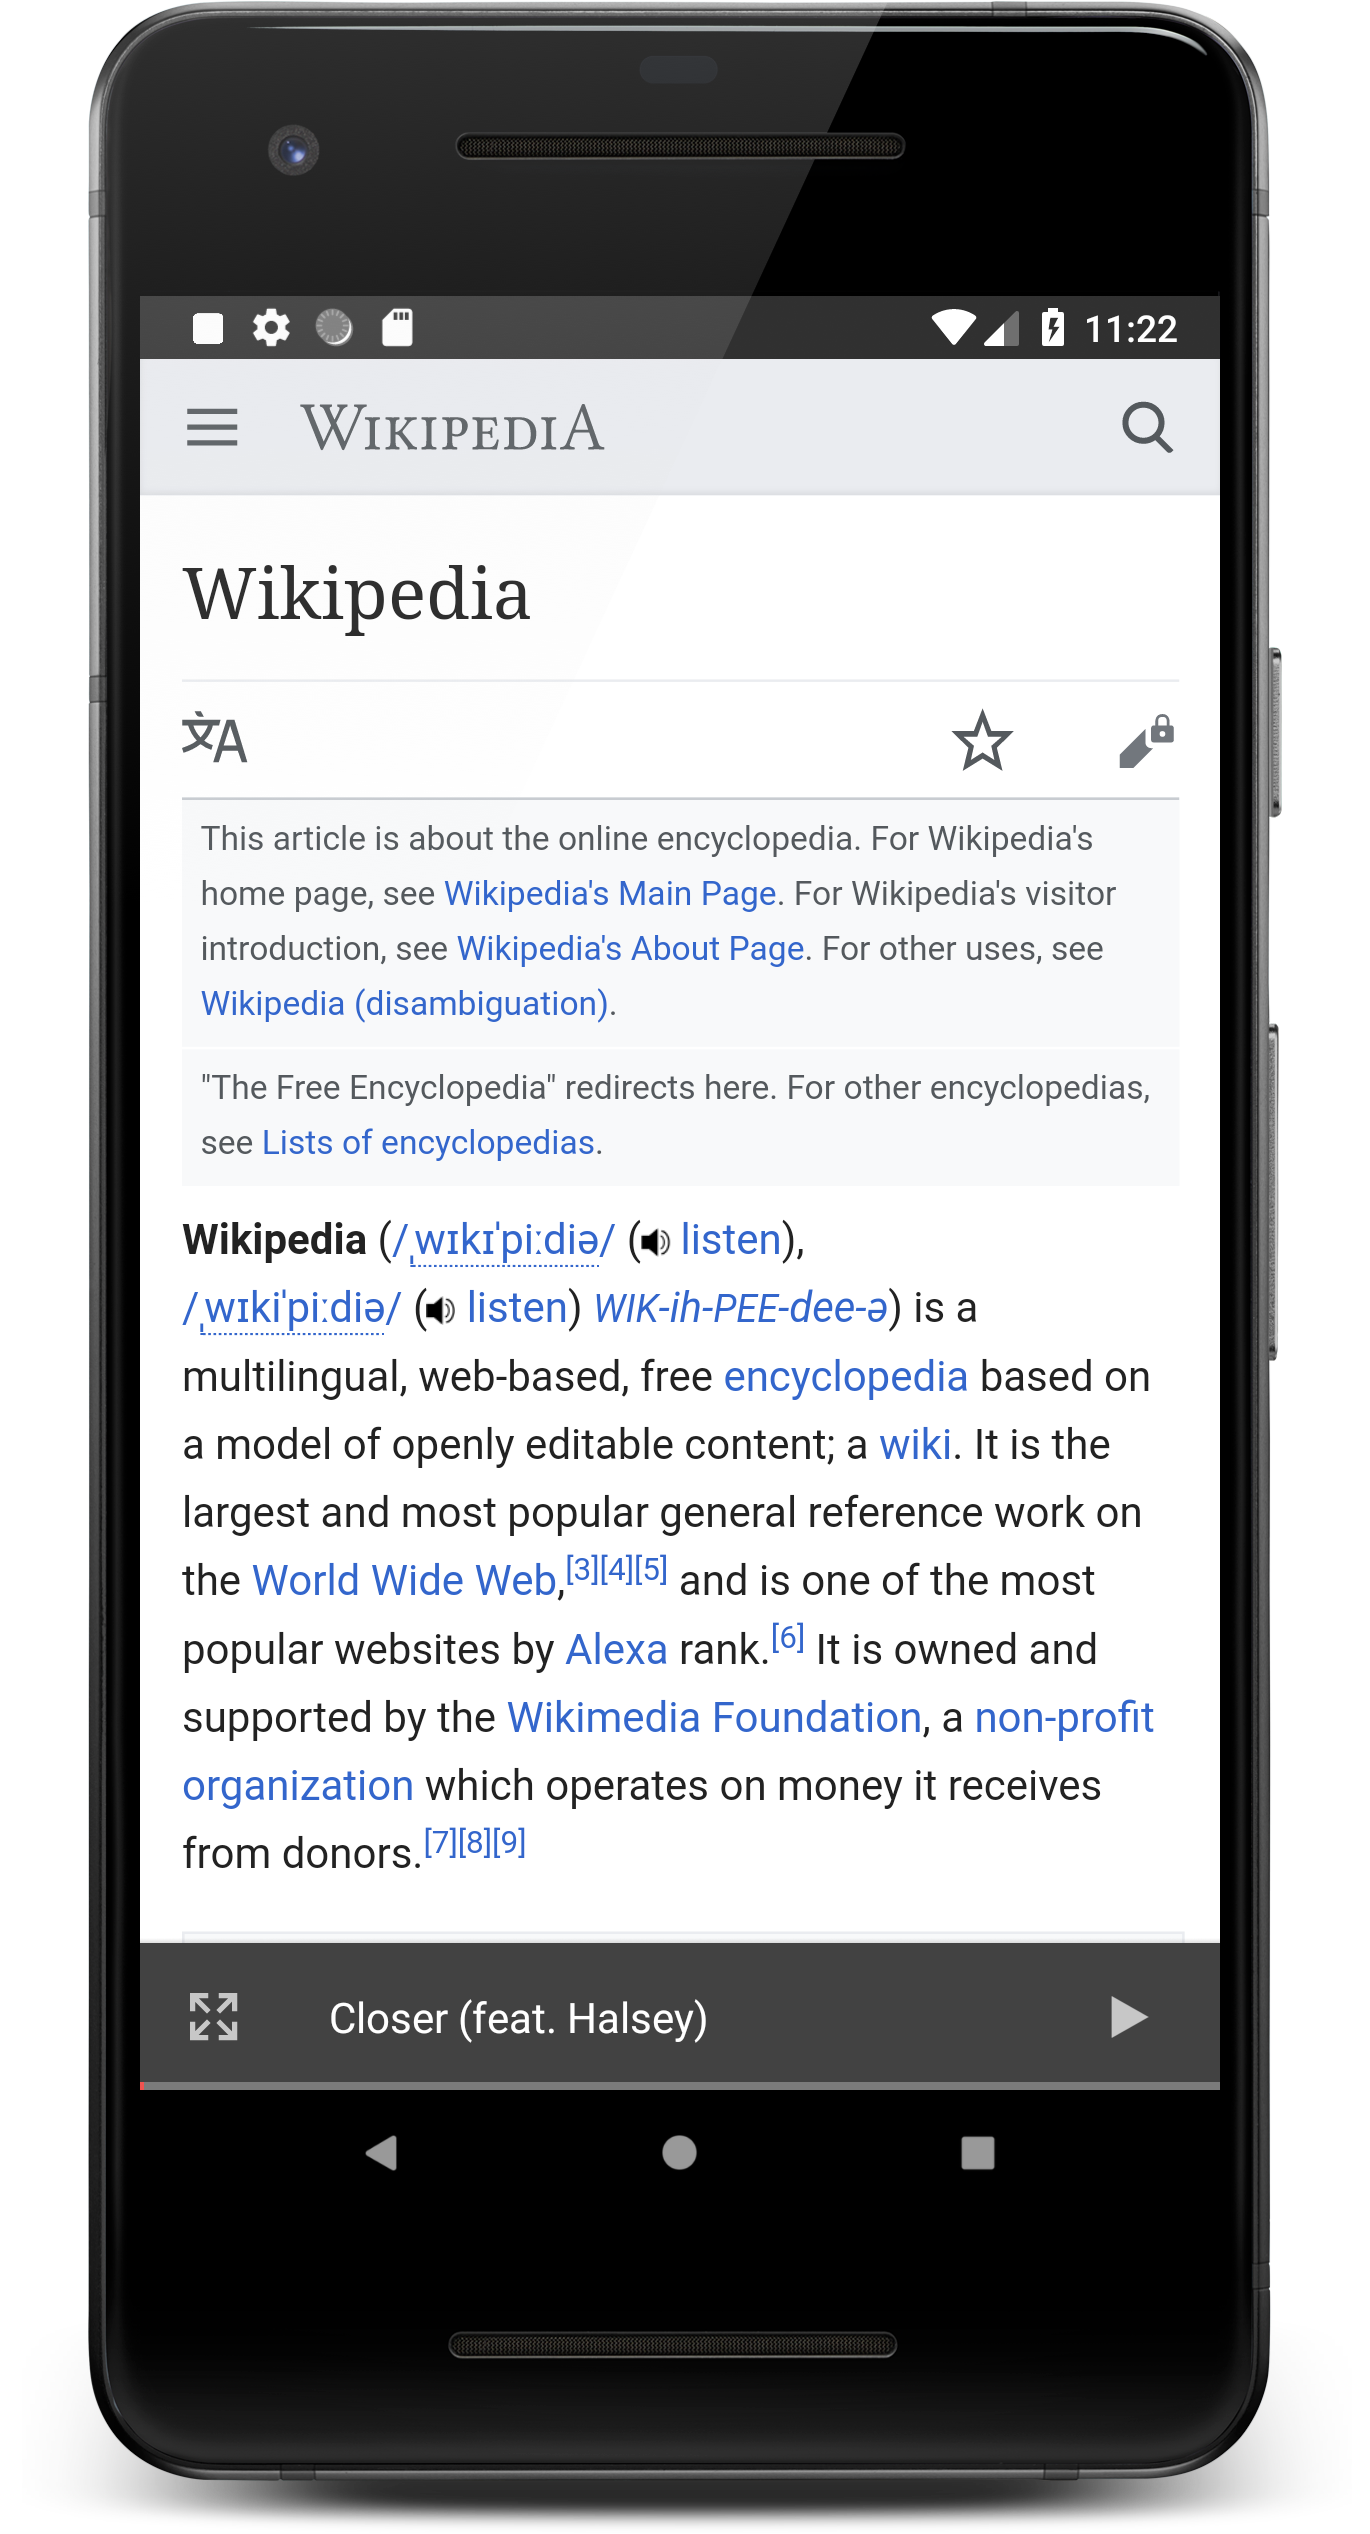 11:22
WIKIPEDIA
Wikipedia
This article is about the online encyclopedia. For Wikipedia's
home page, see Wikipedia's Main Page. For Wikipedia's visitor
introduction, see Wikipedia's About Page. For other uses, see
Wikipedia (disambiguation).
"The Free Encyclopedia" redirects here. For other encyclopedias,
see Lists of encyclopedias.
Wikipedia (/ˌwɪkɪˈpiːdiə/ (listen),
/ˌwɪkiˈpiːdiə/ (listen) WIK-ih-PEE-dee-ə) is a
multilingual, web-based, free encyclopedia based on
a model of openly editable content; a wiki. It is the
largest and most popular general reference work on
the World Wide Web,[3][4][5] and is one of the most
popular websites by Alexa rank.[6] It is owned and
supported by the Wikimedia Foundation, a non-profit
organization which operates on money it receives
from donors.[7][8][9]
Closer (feat. Halsey)